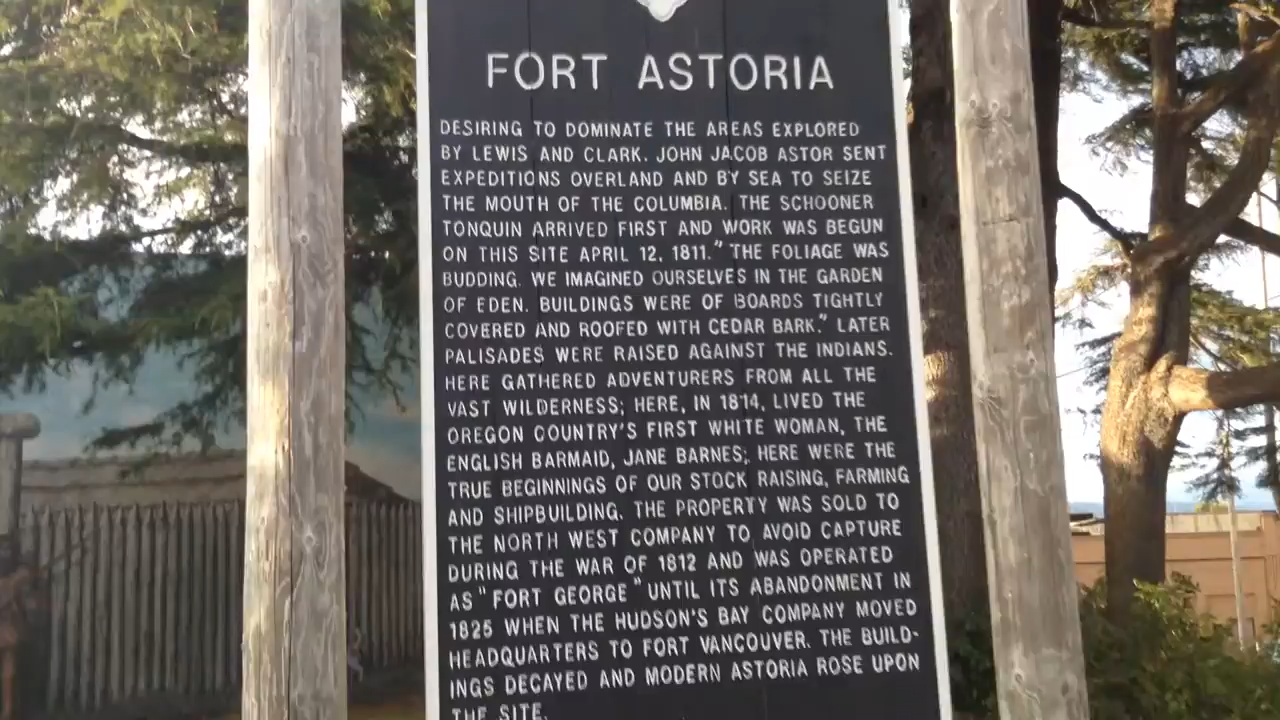 FORT ASTORIA
DESIRING TO DOMINATE THE AREAS EXPLORED
BY LEWIS AND CLARK. JOHN JACOB ASTOR SENT
EXPEDITIONS OVERLAND AND BY SEA TO SEIZE
THE MOUTH OF THE COLUMBIA. THE SCHOONER
TONQUIN ARRIVED FIRST AND WORK WAS BEGUN
ON THIS SITE APRIL 12, 1811." THE FOLIAGE WAS
BUDDING. WE IMAGINED OURSELVES IN THE GARDEN
OF EDEN. BUILDINGS WERE OF BOARDS TIGHTLY
COVERED AND ROOFED WITH CEDAR BARK." LATER
PALISADES WERE RAISED AGAINST THE INDIANS.
HERE GATHERED ADVENTURERS FROM ALL THE
VAST WILDERNESS; HERE, IN 1814, LIVED THE
OREGON COUNTRY'S FIRST WHITE WOMAN, THE
ENGLISH BARMAID, JANE BARNES; HERE WERE THE
TRUE BEGINNINGS OF OUR STOCK RAISING, FARMING
AND SHIPBUILDING. THE PROPERTY WAS SOLD TO
THE NORTH WEST COMPANY TO AVOID CAPTURE
DURING THE WAR OF 1812 AND WAS OPERATED
AS "FORT GEORGE" UNTIL ITS ABANDONMENT IN
1825 WHEN THE HUDSON'S BAY COMPANY MOVED
HEADQUARTERS TO FORT VANCOUVER. THE BUILD-
INGS DECAYED AND MODERN ASTORIA ROSE UPON
THE SITE.